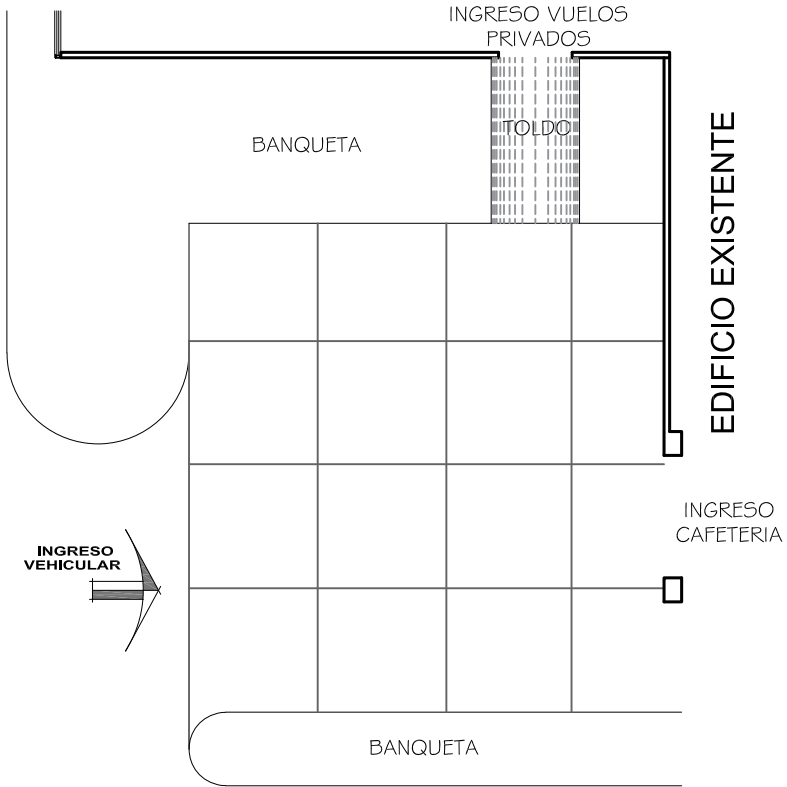 INGRESO VUELOS
PRIVADOS
TOLDO
BANQUETA
EDIFICIO EXISTENTE
INGRESO
CAFETERIA
INGRESO
VEHICULAR
BANQUETA